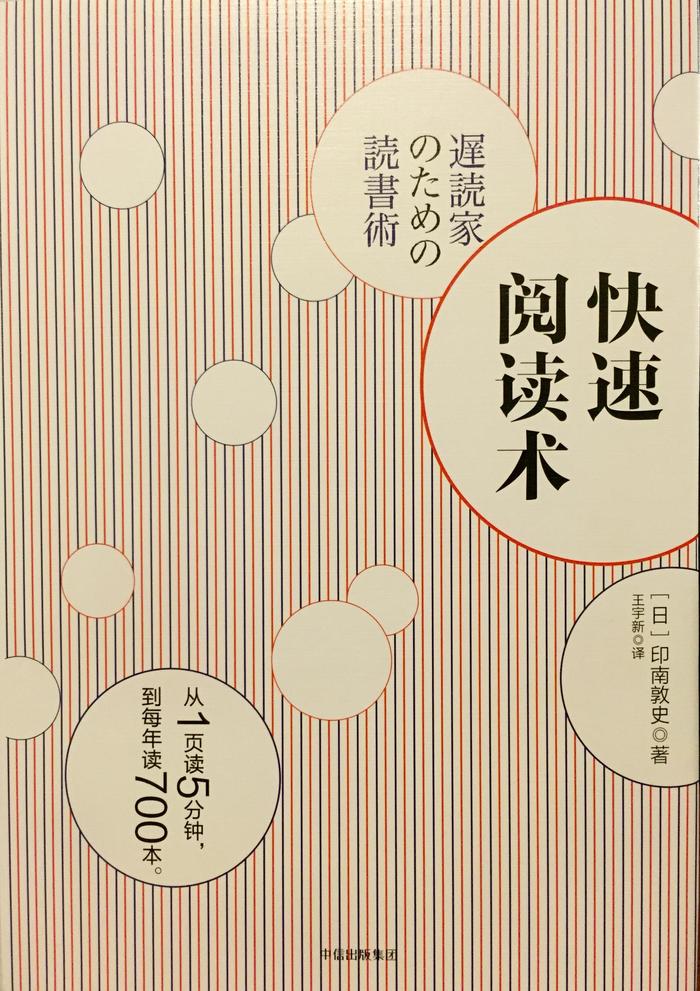 遅読家
のための
読書術
快速
阅读术
［日］印南敦史◎著
王宇新◎译
从1页读5分钟，
到每年读700本。
中信出版集团